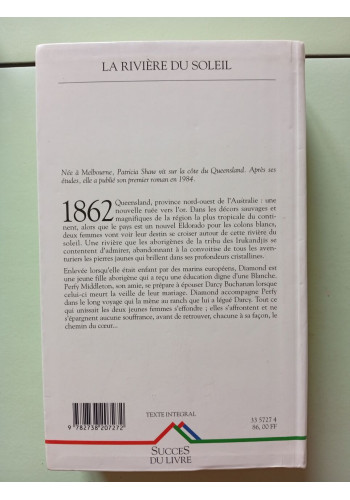 LA RIVIÈRE DU SOLEIL
Née à Melbourne, Patricia Shaw vit sur la côte du Queensland. Après ses
études, elle a publié son premier roman en 1984.
1862 Queensland, province nord-ouest de l'Australie : une
nouvelle ruée vers l'or. Dans les décors sauvages et
magnifiques de la région la plus tropicale du conti-
nent, alors que le pays est un nouvel Eldorado pour les colons blancs,
deux femmes vont voir leur destin se croiser autour de cette rivière du
soleil. Une rivière que les aborigènes de la tribu des Irukandjis se
contentent d'admirer, abandonnant à la convoitise de tous les aven-
turiers les pierres jaunes qui brillent dans ses profondeurs cristallines.
Enlevée lorsqu'elle était enfant par des marins européens, Diamond est
une jeune fille aborigène qui a reçu une éducation digne d'une Blanche.
Perfy Middleton, son amie, se prépare à épouser Darcy Buchanan lorsque
celui-ci meurt la veille de leur mariage. Diamond accompagne Perfy
dans le long voyage qui la mène au ranch que lui a légué Darcy. Tout ce
qui unissait les deux jeunes femmes s'effondre ; elles s'affrontent et ne
s'épargnent aucune souffrance, avant de retrouver, chacune à sa façon, le
chemin du cœur...
TEXTE INTÉGRAL
53 5727 4
86,00 FF
9 782738 207272
SUCCÈS
DU LIVRE